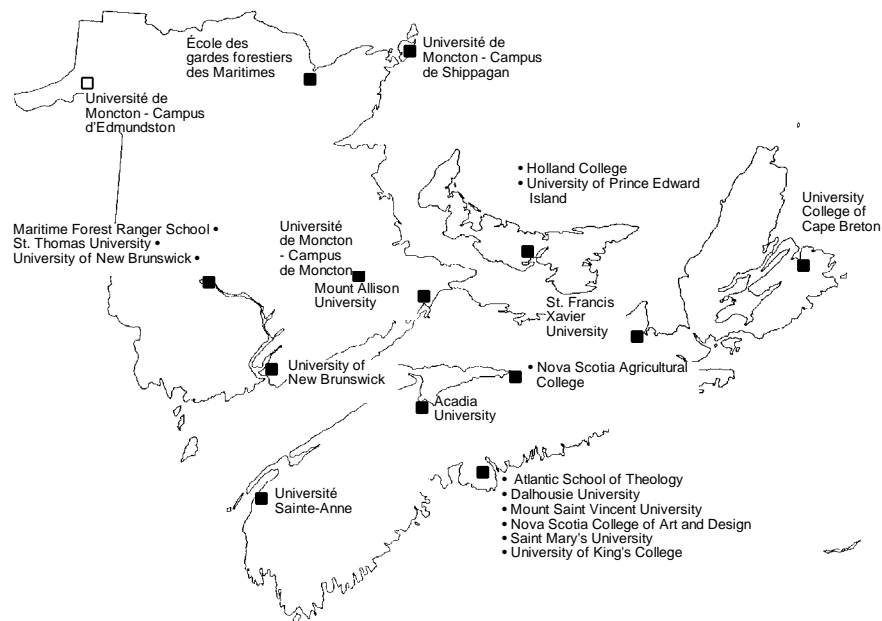 École des
gardes forestiers
des Maritimes
Université de
Moncton - Campus
de Shippagan
Université de
Moncton - Campus
d'Edmundston
• Holland College
• University of Prince Edward
Island
University
College of
Cape Breton
Maritime Forest Ranger School •
St. Thomas University •
University of New Brunswick •
Université
de Moncton
- Campus
de Moncton
Mount Allison
University
St. Francis
Xavier
University
University of
New Brunswick
• Nova Scotia Agricultural
College
Acadia
University
Université
Sainte-Anne
• Atlantic School of Theology
• Dalhousie University
• Mount Saint Vincent University
• Nova Scotia College of Art and Design
• Saint Mary's University
• University of King's College